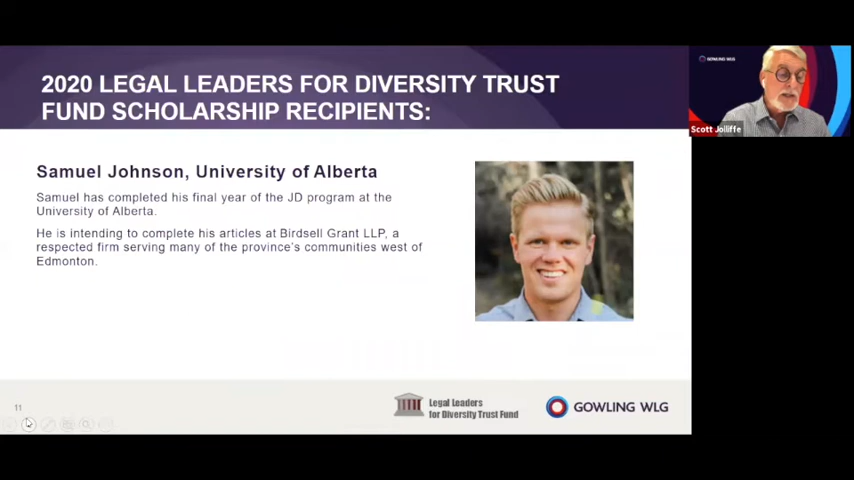 2020 LEGAL LEADERS FOR DIVERSITY TRUST
FUND SCHOLARSHIP RECIPIENTS:
GOWLING WLG
Scott Jolliffe
Samuel Johnson, University of Alberta
Samuel has completed his final year of the JD program at the
University of Alberta.
He is intending to complete his articles at Birdsell Grant LLP, a
respected firm serving many of the province's communities west of
Edmonton.
11
Legal Leaders
for Diversity Trust Fund
GOWLING WLG